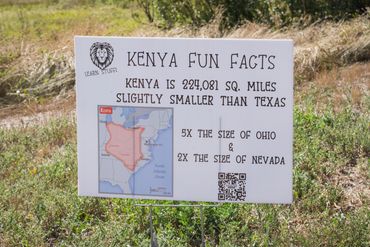 LEARN STUFF!
KENYA FUN FACTS
KENYA IS 224,081 SQ. MILES
SLIGHTLY SMALLER THAN TEXAS
Kenya
5X THE SIZE OF OHIO
&
2X THE SIZE OF NEVADA